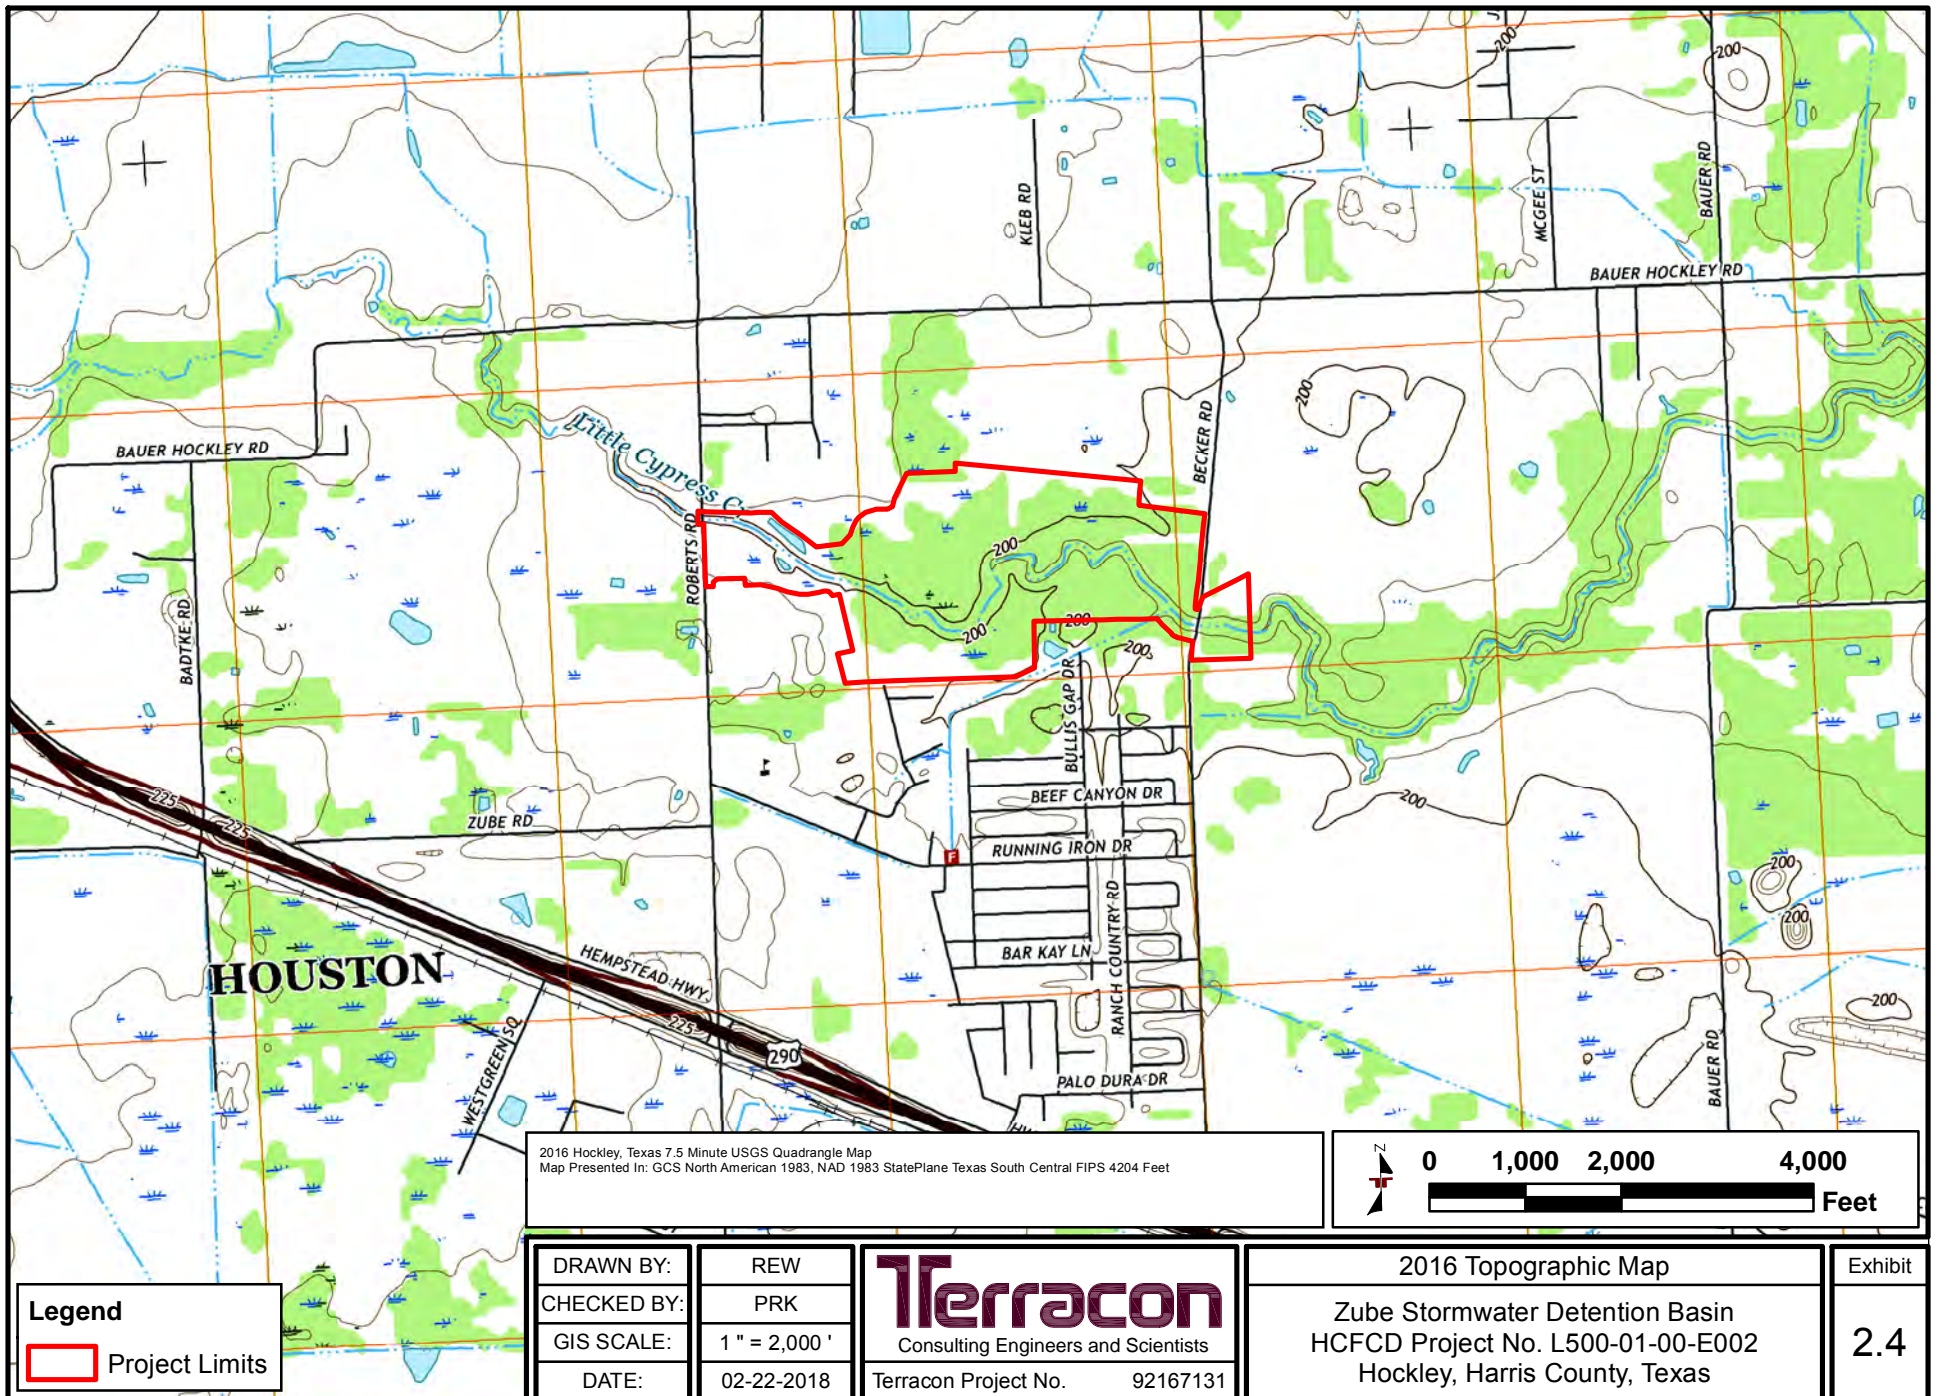 200
200
KLEB RD
MCGEE ST
BAUER RD
BAUER HOCKLEY RD
Little Cypress C
BAUER HOCKLEY RD
BECKER RD
200
ROBERTS RD
200
200
200
200
BADTKE RD
BULLIS GAP DR
225
225
ZUBE RD
BEEF CANYON DR
200
RUNNING IRON DR
F
RANCH COUNTRY RD
200
200
BAR KAY LN
HOUSTON
HEMPSTEAD HWY
225
290
200
WESTGREEN SQ
PALO DURA DR
BAUER RD
2016 Hockley, Texas 7.5 Minute USGS Quadrangle Map
Map Presented In: GCS North American 1983, NAD 1983 StatePlane Texas South Central FIPS 4204 Feet
N
0 1,000 2,000 4,000
Feet
Legend
Project Limits
DRAWN BY: REW
CHECKED BY: PRK
GIS SCALE: 1 " = 2,000 '
DATE: 02-22-2018
Terracon
Consulting Engineers and Scientists
Terracon Project No. 92167131
2016 Topographic Map
Zube Stormwater Detention Basin
HCFCD Project No. L500-01-00-E002
Hockley, Harris County, Texas
Exhibit
2.4